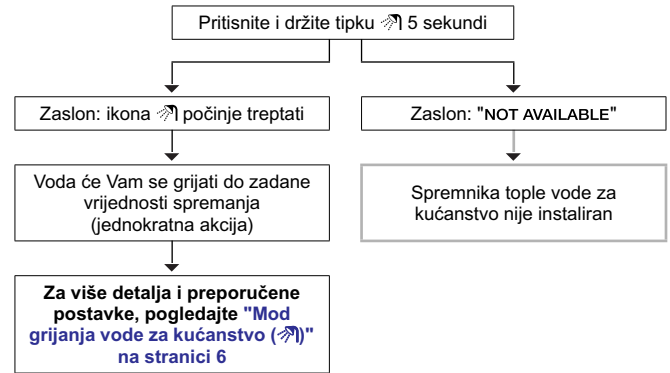 Pritisnite i držite tipku 5 sekundi
Zaslon: ikona počinje treptati
Zaslon: "NOT AVAILABLE"
Voda će Vam se grijati do zadane
vrijednosti spremanja
(jednokratna akcija)
Spremnika tople vode za
kućanstvo nije instaliran
Za više detalja i preporučene
postavke, pogledajte "Mod
grijanja vode za kućanstvo ( )"
na stranici 6